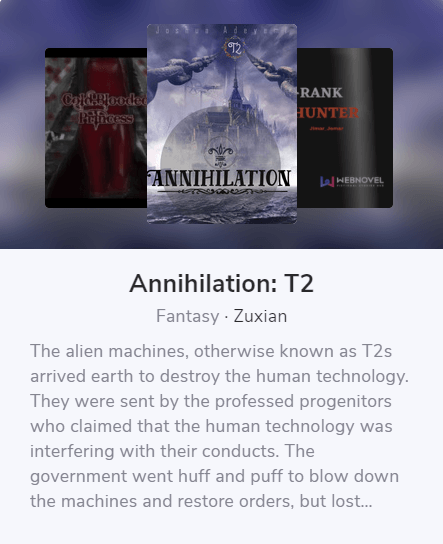 Joshua Adeyemi
T2
Cold Blooded
Princess
-RANK
HUNTER
ANNIHILATION
WEBNOVEL
Annihilation: T2
Fantasy · Zuxian
The alien machines, otherwise known as T2s
arrived earth to destroy the human technology.
They were sent by the professed progenitors
who claimed that the human technology was
interfering with their conducts. The
government went huff and puff to blow down
the machines and restore orders, but lost...